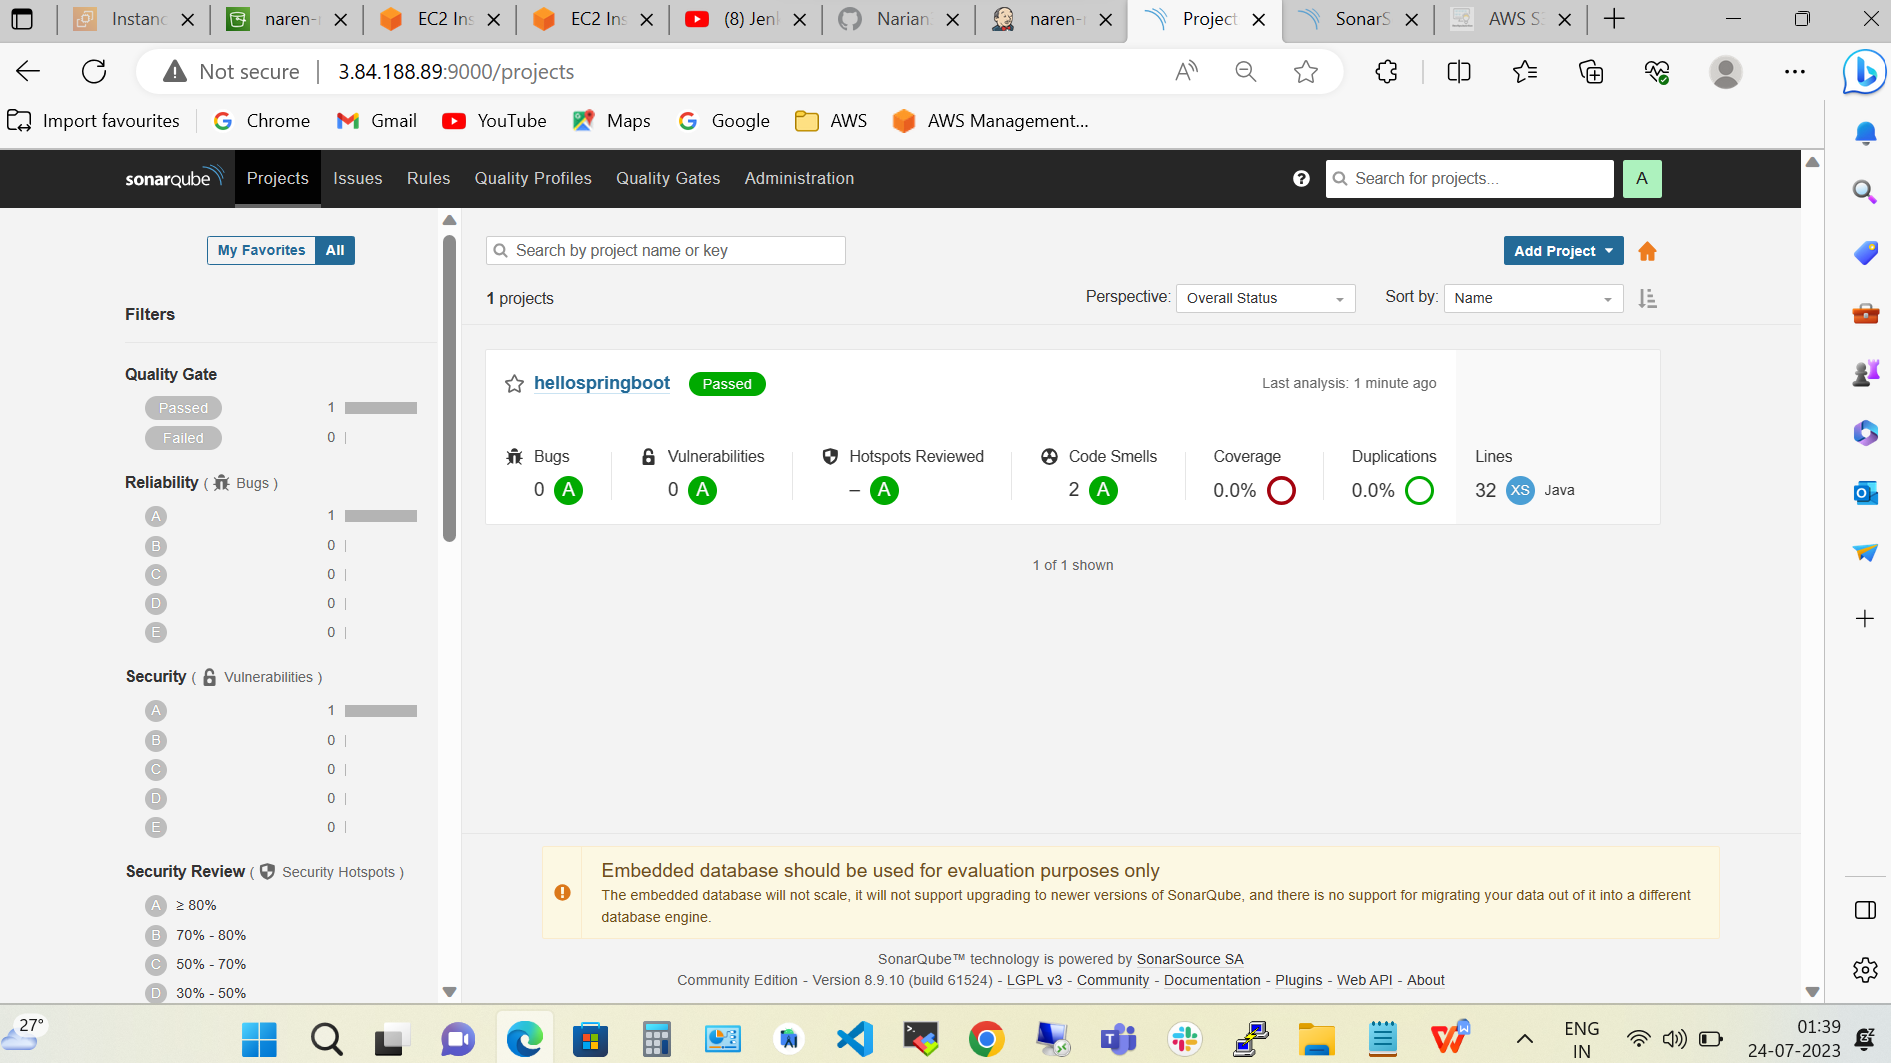 Instanc
naren-
EC2 Ins
EC2 Ins
(8) Jenk
Narian
naren-
Project
SonarS
AWS S
Not secure
3.84.188.89:9000/projects
Import favourites
Chrome
Gmail
YouTube
Maps
Google
AWS
AWS Management...
sonarqube
Projects
Issues
Rules
Quality Profiles
Quality Gates
Administration
?
Search for projects...
A
My Favorites
All
Search by project name or key
Add Project
1 projects
Perspective: Overall Status
Sort by: Name
Filters
Quality Gate
Passed 1
Failed 0
Reliability ( Bugs )
A 1
B 0
C 0
D 0
E 0
Security ( Vulnerabilities )
A 1
B 0
C 0
D 0
E 0
Security Review ( Security Hotspots )
A ≥ 80%
B 70% - 80%
C 50% - 70%
D 30% - 50%
hellospringboot
Passed
Last analysis: 1 minute ago
Bugs
0 A
Vulnerabilities
0 A
Hotspots Reviewed
– A
Code Smells
2 A
Coverage
0.0%
Duplications
0.0%
Lines
32 XS Java
1 of 1 shown
Embedded database should be used for evaluation purposes only
The embedded database will not scale, it will not support upgrading to newer versions of SonarQube, and there is no support for migrating your data out of it into a different
database engine.
SonarQube™ technology is powered by SonarSource SA
Community Edition - Version 8.9.10 (build 61524) - LGPL v3 - Community - Documentation - Plugins - Web API - About
27°
ENG
IN
01:39
24-07-2023